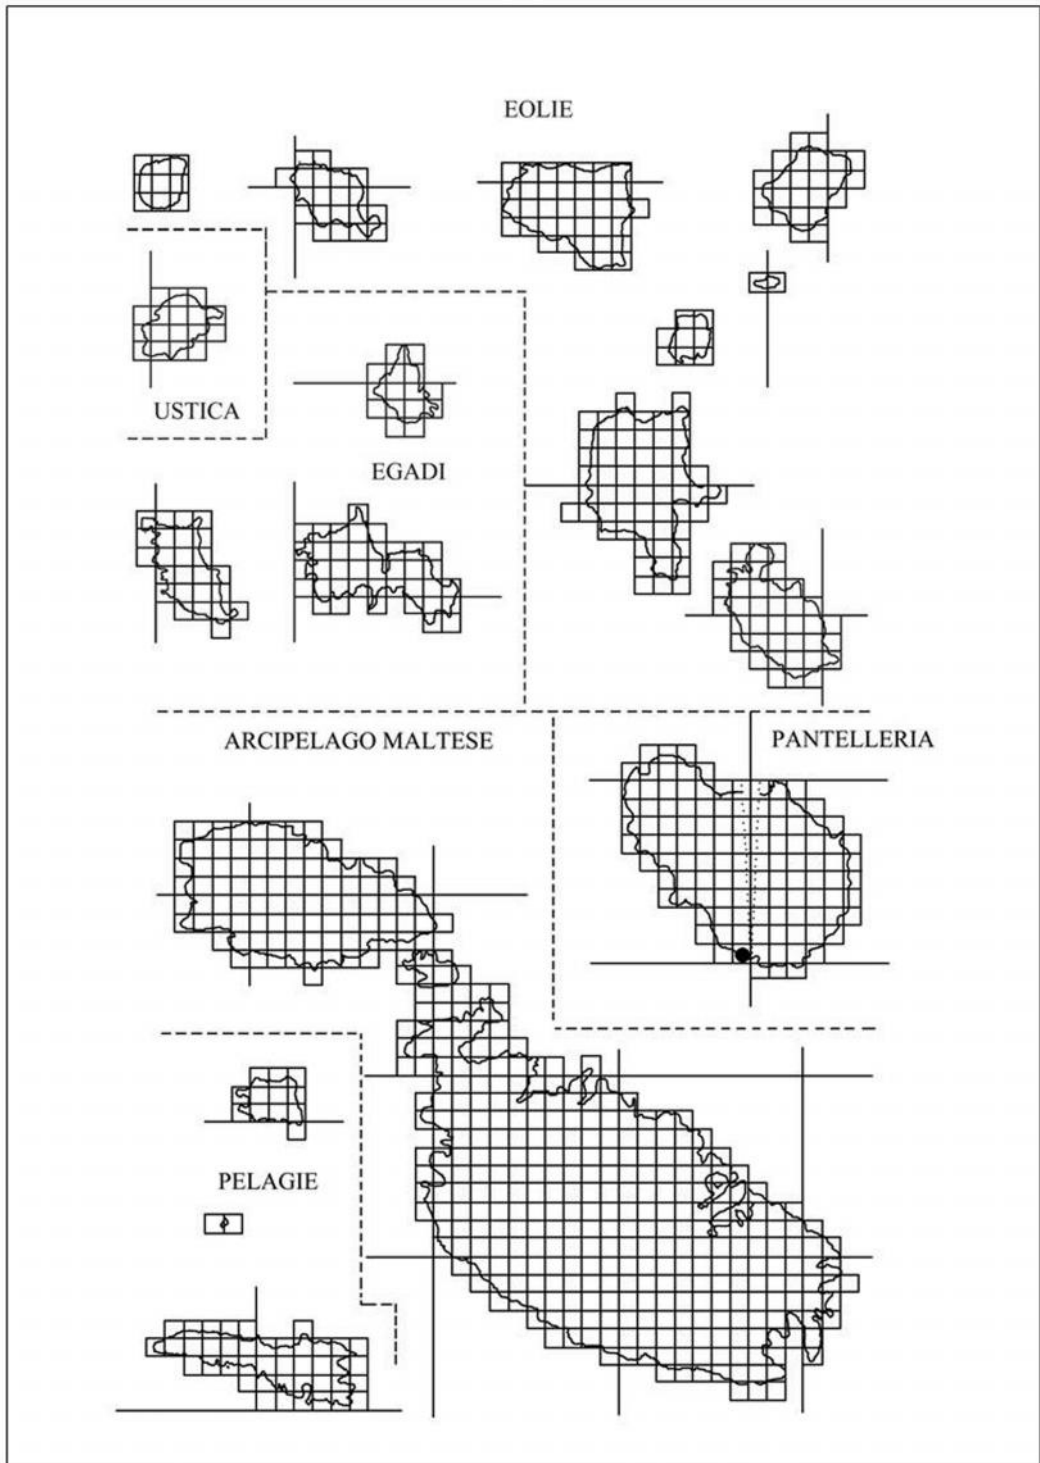 EOLIE
USTICA
EGADI
ARCIPELAGO MALTESE
PANTELLERIA
PELAGIE